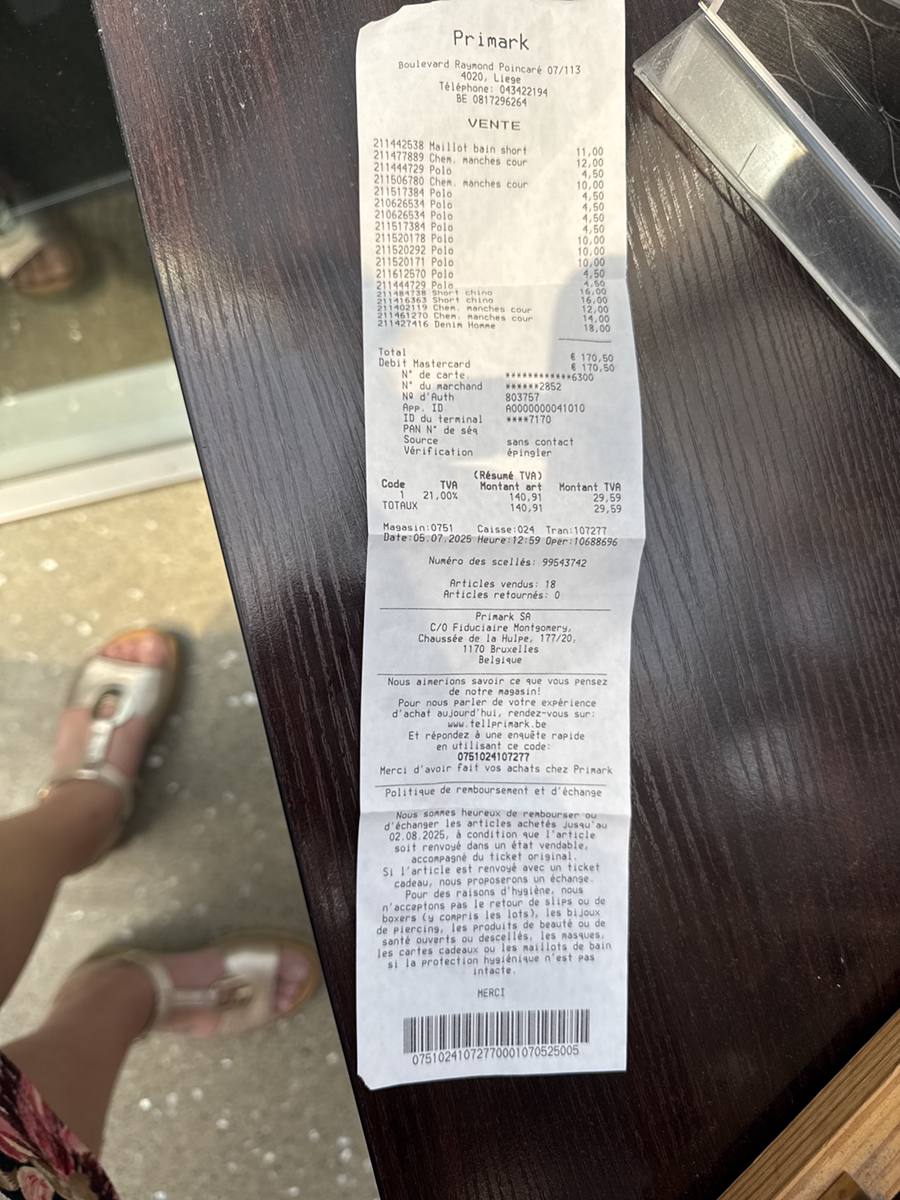 Primark
Boulevard Raymond Poincaré 07/113
4020, Liege
Téléphone: 043422194
BE 0817296264
VENTE
211442538 Maillot bain short 11,00
211477889 Chem. manches cour 12,00
211444729 Polo 4,50
211506780 Chem. manches cour 10,00
211517384 Polo 4,50
210626534 Polo 4,50
210626534 Polo 4,50
211517384 Polo 4,50
211520178 Polo 10,00
211520292 Polo 10,00
211520171 Polo 10,00
211612570 Polo 4,50
211444729 Polo 4,50
211484738 Short chino 16,00
211416363 Short chino 16,00
211402119 Chem. manches cour 12,00
211461270 Chem. manches cour 14,00
211427416 Denim Homme 18,00
Total € 170,50
Debit Mastercard € 170,50
N° de carte. ************6300
N° du marchand ******2852
Nº d'Auth 803757
App. ID A0000000041010
ID du terminal ****7170
PAN N° de séq
Source sans contact
Vérification épingler
(Résumé TVA)
Code TVA Montant art Montant TVA
1 21,00% 140,91 29,59
TOTAUX 140,91 29,59
Magasin:0751 Caisse:024 Tran:107277
Date:05.07.2025 Heure:12:59 Oper:10688696
Numéro des scellés: 99543742
Articles vendus: 18
Articles retournés: 0
Primark SA
C/O Fiduciaire Montgomery,
Chaussée de la Hulpe, 177/20,
1170 Bruxelles
Belgique
Nous aimerions savoir ce que vous pensez
de notre magasin!
Pour nous parler de votre expérience
d'achat aujourd'hui, rendez-vous sur:
www.tellprimark.be
Et répondez à une enquête rapide
en utilisant ce code:
0751024107277
Merci d'avoir fait vos achats chez Primark
Politique de remboursement et d'échange
Nous sommes heureux de rembourser ou
d'échanger les articles achetés jusqu'au
02.08.2025, à condition que l'article
soit renvoyé dans un état vendable,
accompagné du ticket original.
Si l'article est renvoyé avec un ticket
cadeau, nous proposerons un échange.
Pour des raisons d'hygiène, nous
n'acceptons pas le retour de slips ou de
boxers (y compris les lots), les bijoux
de piercing, les produits de beauté ou de
santé ouverts ou descellés, les masques,
les cartes cadeaux ou les maillots de bain
si la protection hygiénique n'est pas
intacte.
MERCI
07510241072770001070525005